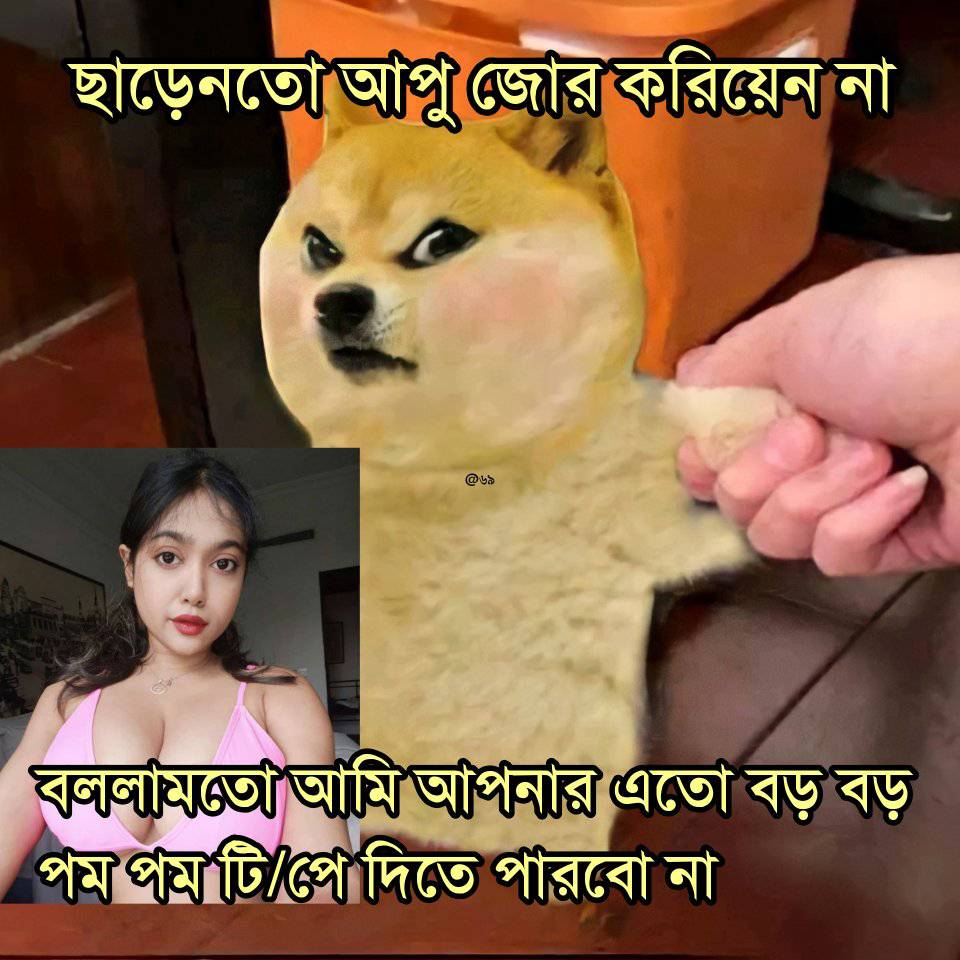 ছাড়েনতো আপু জোর করিয়েন না
@৬৯
বললামতো আমি আপনার এতো বড় বড়
পম পম টি/পে দিতে পারবো না